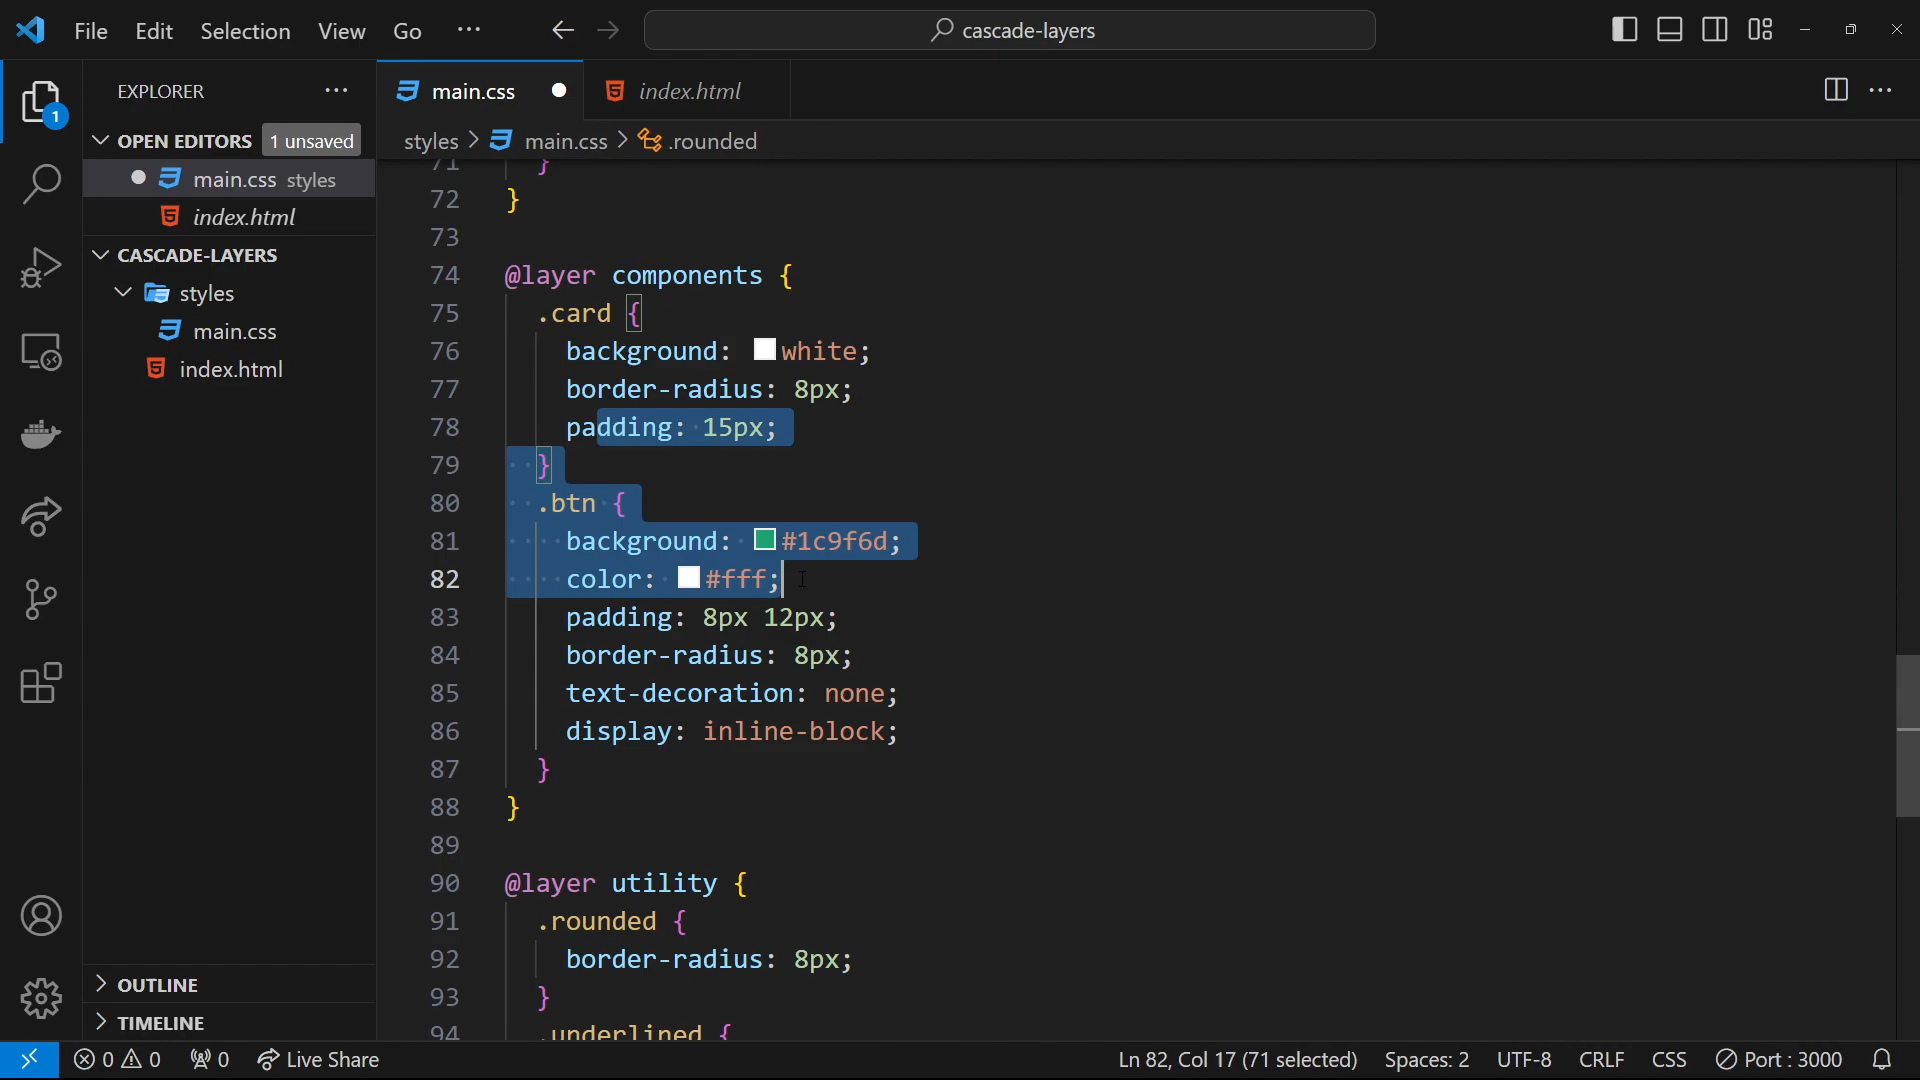 File Edit Selection View Go ··· cascade-layers
EXPLORER ···
OPEN EDITORS 1 unsaved
main.css styles
index.html
CASCADE-LAYERS
styles
main.css
index.html
OUTLINE
TIMELINE
main.css index.html ···
styles > main.css > .rounded
71 }
72 }
73
74 @layer components {
75 .card {
76 background: white;
77 border-radius: 8px;
78 padding: 15px;
79 }
80 .btn {
81 background: #1c9f6d;
82 color: #fff;
83 padding: 8px 12px;
84 border-radius: 8px;
85 text-decoration: none;
86 display: inline-block;
87 }
88 }
89
90 @layer utility {
91 .rounded {
92 border-radius: 8px;
93 }
94 .underlined {
1
0 0 0 Live Share Ln 82, Col 17 (71 selected) Spaces: 2 UTF-8 CRLF CSS Port : 3000